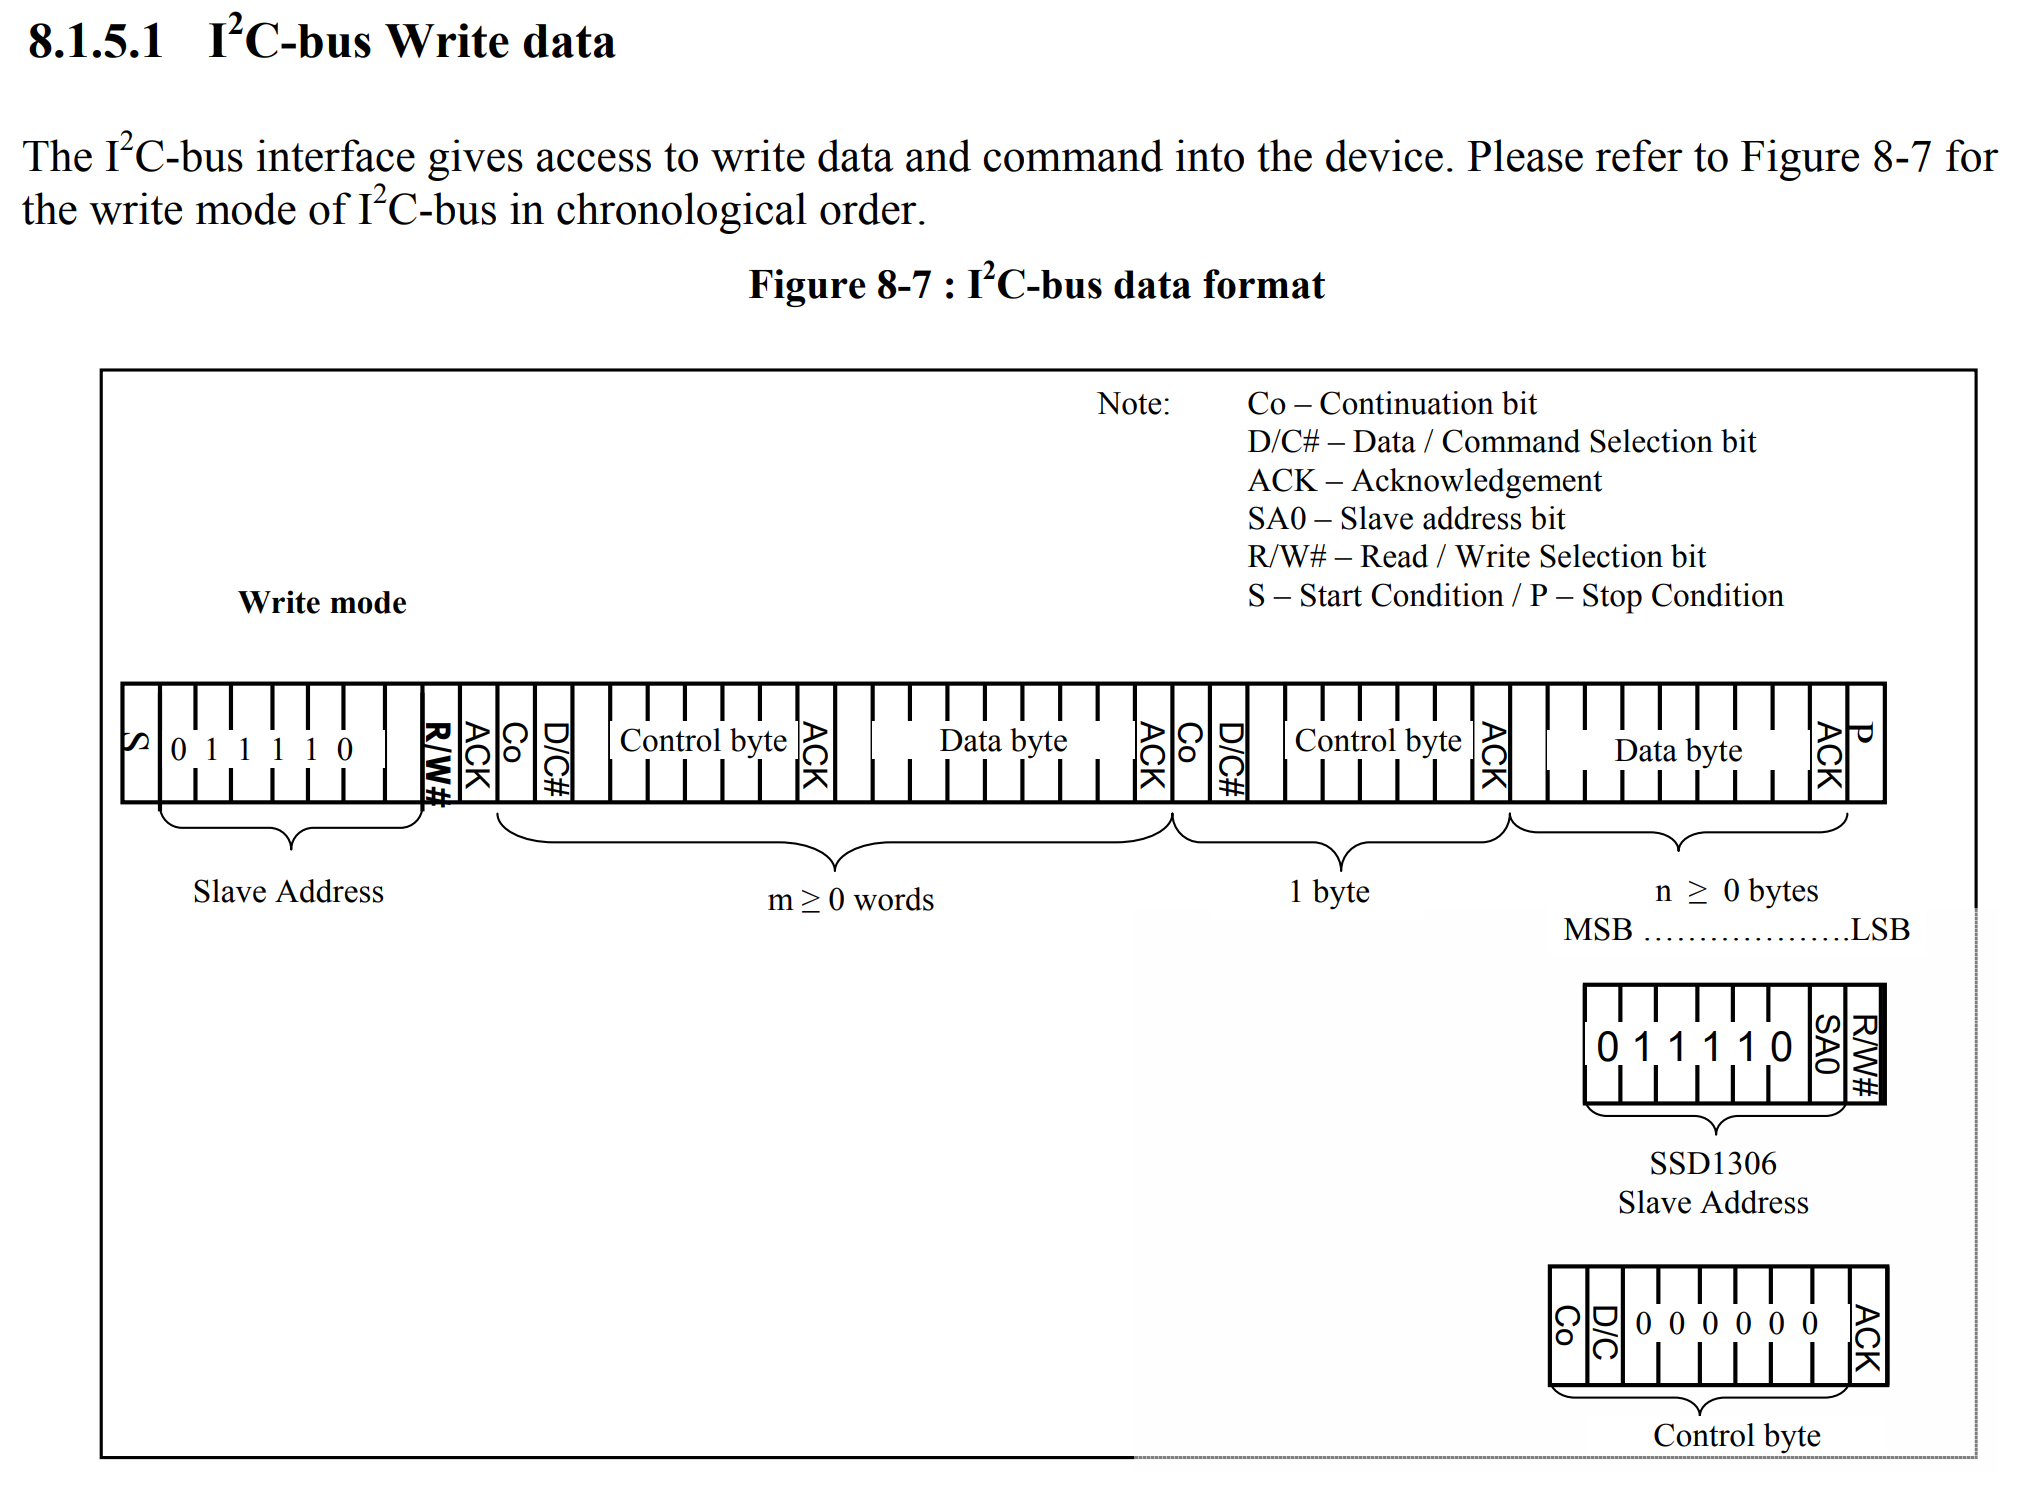 8.1.5.1 I²C-bus Write data
The I²C-bus interface gives access to write data and command into the device. Please refer to Figure 8-7 for
the write mode of I²C-bus in chronological order.
Figure 8-7 : I²C-bus data format
Note: Co – Continuation bit
D/C# – Data / Command Selection bit
ACK – Acknowledgement
SA0 – Slave address bit
R/W# – Read / Write Selection bit
S – Start Condition / P – Stop Condition
Write mode
S 0 1 1 1 1 0 R/W# ACK Co D/C# Control byte ACK Data byte ACK Co D/C# Control byte ACK Data byte ACK P
Slave Address m ≥ 0 words 1 byte n ≥ 0 bytes
MSB ...................LSB
0 1 1 1 1 0 SA0 R/W#
SSD1306
Slave Address
Co D/C 0 0 0 0 0 0 ACK
Control byte